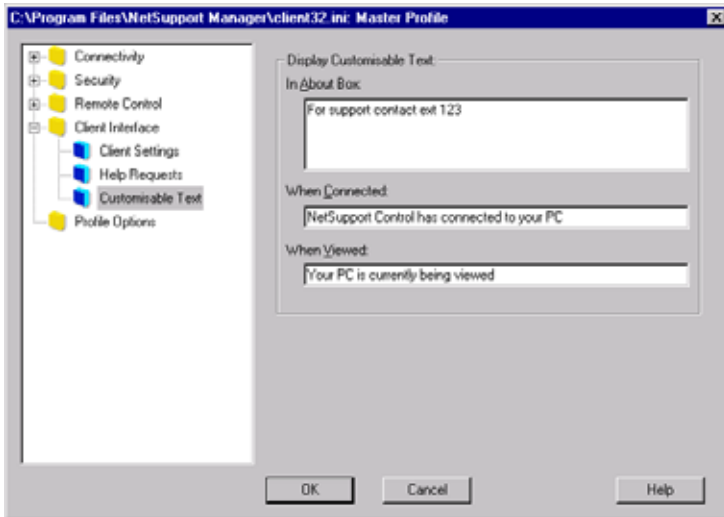 C:\Program Files\NetSupport Manager\client32.ini: Master Profile
Connectivity
Security
Remote Control
Client Interface
Client Settings
Help Requests
Customisable Text
Profile Options
Display Customisable Text:
In About Box:
For support contact ext 123
When Connected:
NetSupport Control has connected to your PC
When Viewed:
Your PC is currently being viewed
OK
Cancel
Help